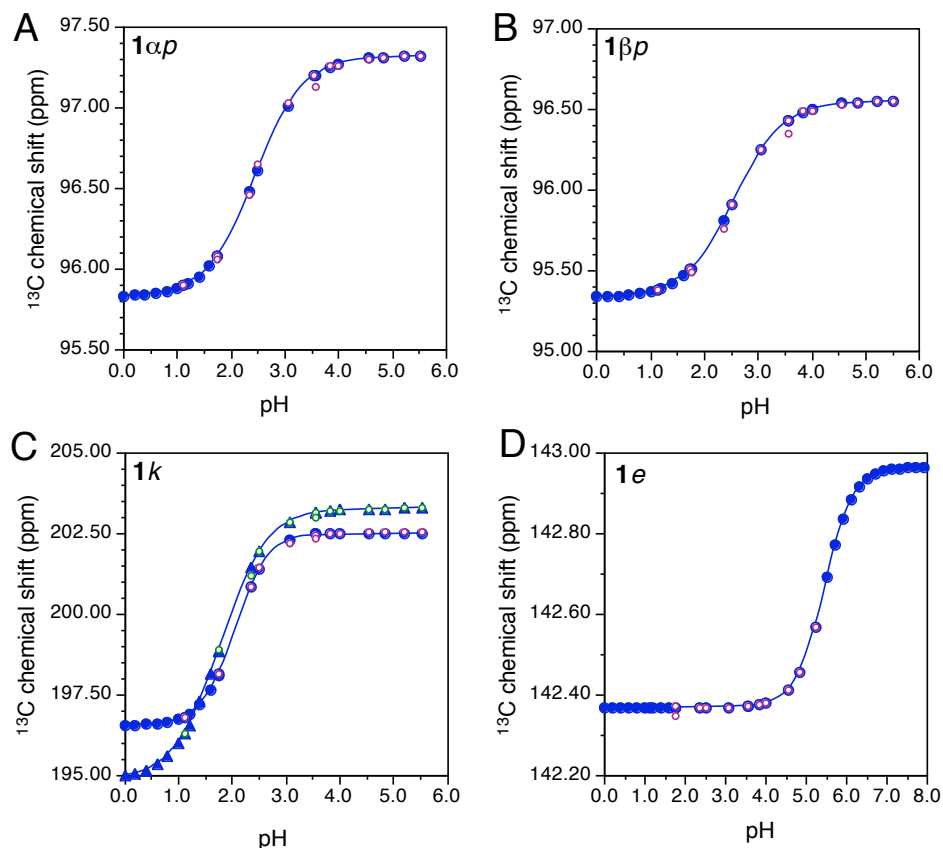 A
1αp
97.50
97.00
96.50
96.00
95.50
¹³C chemical shift (ppm)
0.0 1.0 2.0 3.0 4.0 5.0 6.0
pH
B
1βp
97.00
96.50
96.00
95.50
95.00
¹³C chemical shift (ppm)
0.0 1.0 2.0 3.0 4.0 5.0 6.0
pH
C
1k
205.00
202.50
200.00
197.50
195.00
¹³C chemical shift (ppm)
0.0 1.0 2.0 3.0 4.0 5.0 6.0
pH
D
1e
143.00
142.80
142.60
142.40
142.20
¹³C chemical shift (ppm)
0.0 1.0 2.0 3.0 4.0 5.0 6.0 7.0 8.0
pH